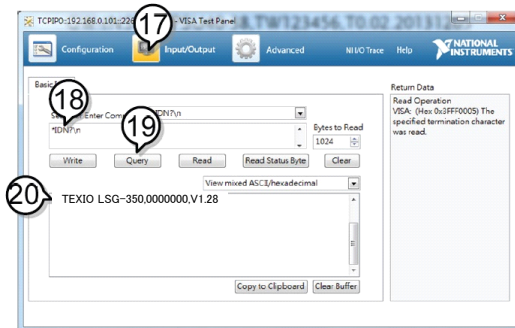 TCPIP0::192.168.0.101::226 - VISA Test Panel
17
Configuration Input/Output Advanced NI I/O Trace Help NATIONAL INSTRUMENTS
Return Data
18
Read Operation
VISA: (Hex 0x3FFF0005) The
specified termination character
was read.
Enter IDN?\n
19
*IDN?\n
Bytes to Read
1024
Write Query Read Read Status Byte Clear
View mixed ASCII/hexadecimal
20
TEXIO LSG-350,0000000,V1.28
Copy to Clipboard Clear Buffer